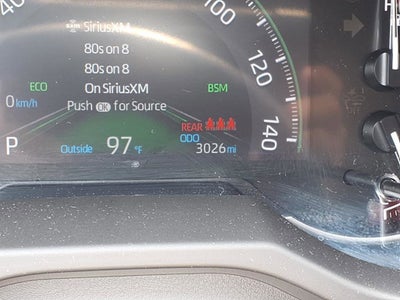 40
SiriusXM
100
80s on 8
120
80s on 8
ECO
On SiriusXM
BSM
0 km/h
Push OK for Source
140
REAR
P
Outside
97 °F
ODO
3026 mi
H